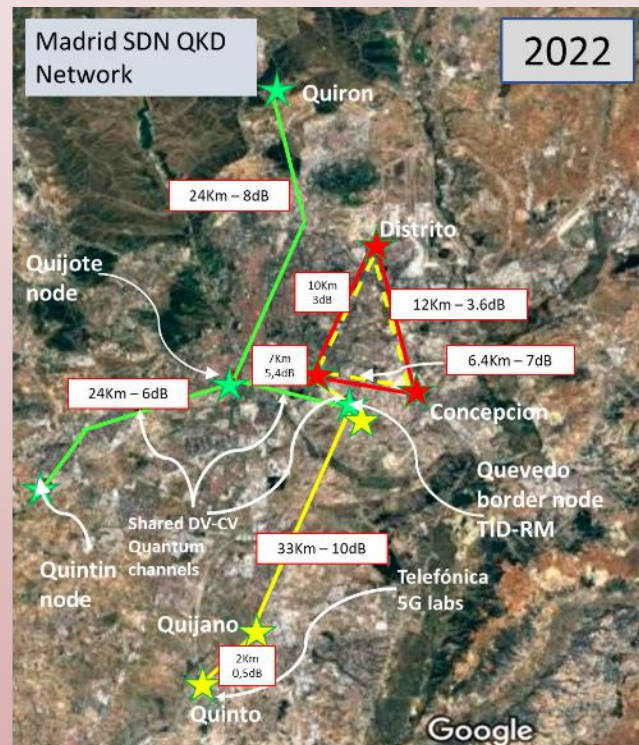 Madrid SDN QKD
Network
2022
Quiron
24Km – 8dB
Distrito
Quijote
node
10Km
3dB
12Km – 3.6dB
7Km
5,4dB
6.4Km – 7dB
24Km – 6dB
Concepcion
Quevedo
border node
TID-RM
Shared DV-CV
Quantum
channels
Quintin
node
33Km – 10dB
Telefónica
5G labs
Quijano
2Km
0,5dB
Quinto
Google